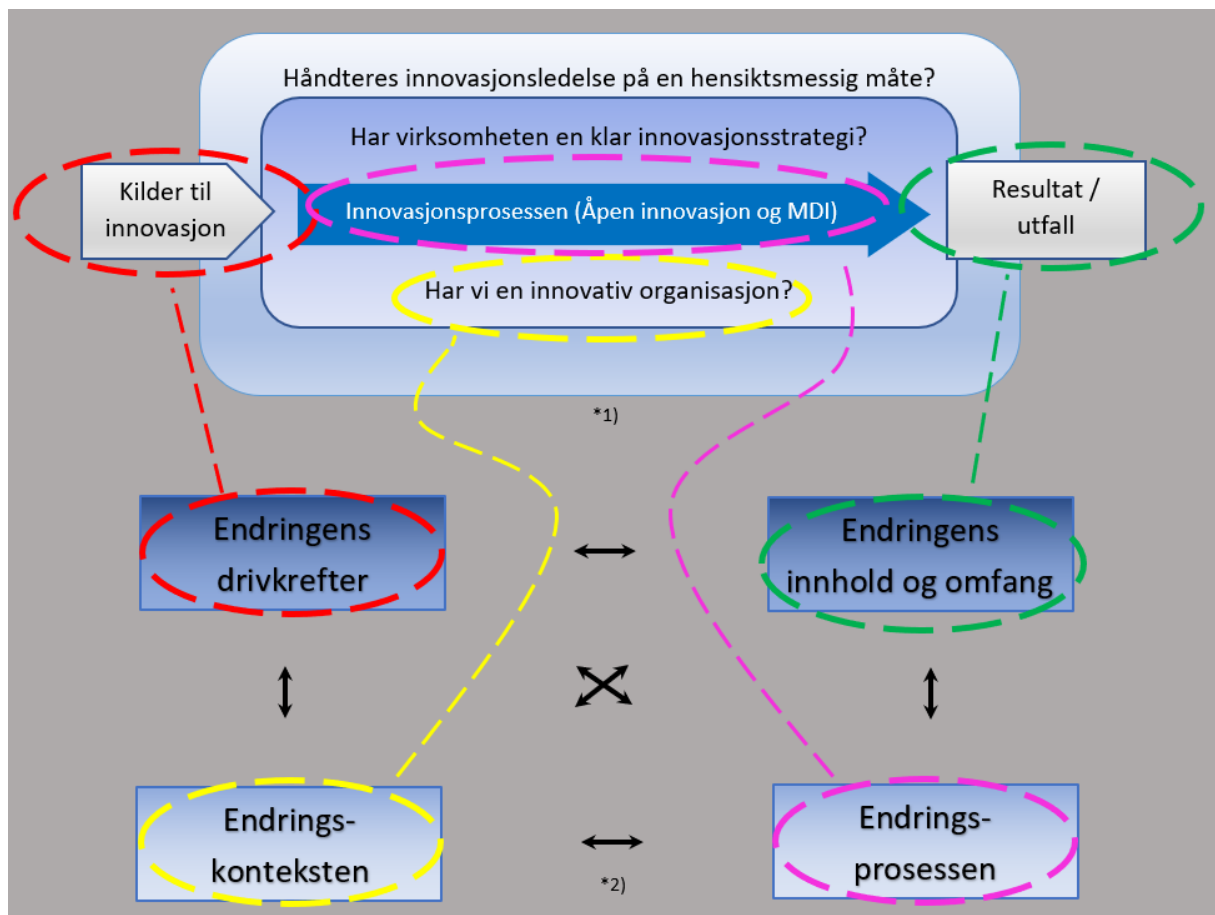 Håndteres innovasjonsledelse på en hensiktsmessig måte?
Har virksomheten en klar innovasjonsstrategi?
Kilder til
innovasjon
Innovasjonsprosessen (Åpen innovasjon og MDI)
Resultat /
utfall
Har vi en innovativ organisasjon?
*1)
Endringens
drivkrefter
Endringens
innhold og omfang
Endrings-
konteksten
Endrings-
prosessen
*2)